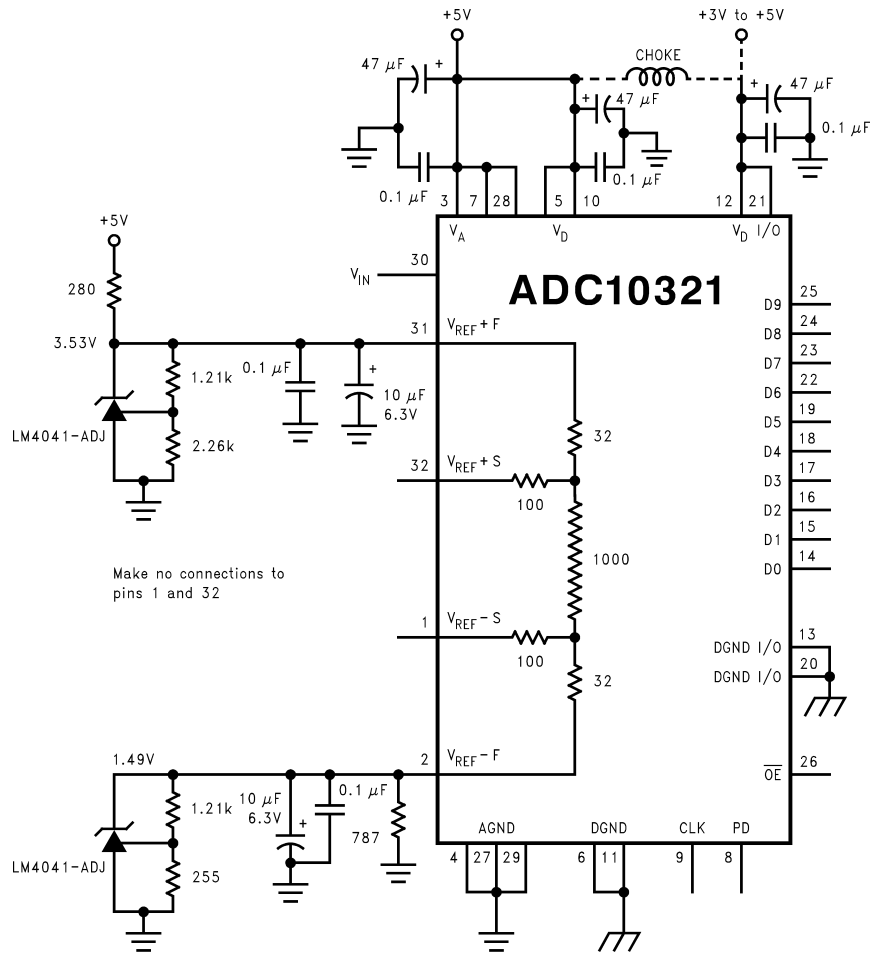 +5V
+3V to +5V
CHOKE
47 µF +
+ 47 µF
+ 47 µF
0.1 µF
0.1 µF
0.1 µF
3 7 28 5 10 12 21
+5V
V_A V_D V_D I/O
30
V_IN
ADC10321
280
25
D9
24
D8
31
V_REF+F
3.53V
23
D7
1.21k
0.1 µF
+
10 µF
6.3V
22
D6
19
D5
LM4041-ADJ
2.26k
32
18
D4
32
V_REF+S
17
D3
100
16
D2
15
D1
1000
14
D0
Make no connections to
pins 1 and 32
1
V_REF-S
13
DGND I/O
100
20
DGND I/O
32
1.49V
2
V_REF-F
26
OE
1.21k
10 µF
6.3V
+
0.1 µF
787
AGND DGND CLK PD
LM4041-ADJ
255
4 27 29 6 11 9 8